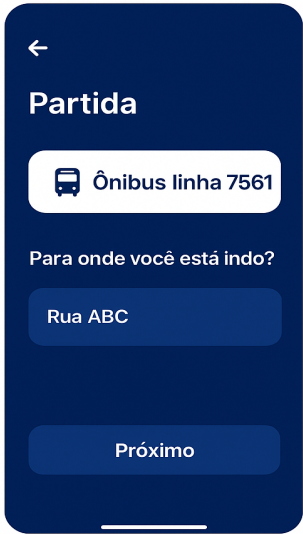 Partida
Ônibus linha 7561
Para onde você está indo?
Rua ABC
Próximo